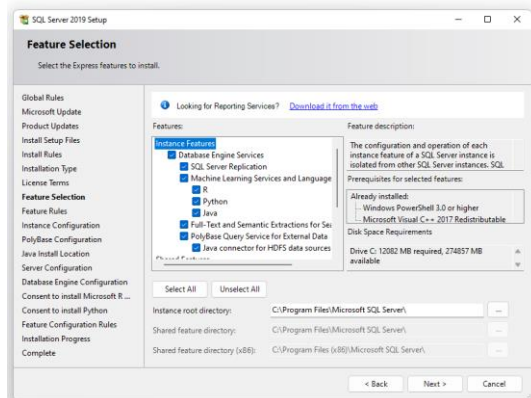 SQL Server 2019 Setup
Feature Selection
Select the Express features to install.
Global Rules
Microsoft Update
Product Updates
Install Setup Files
Install Rules
Installation Type
License Terms
Feature Selection
Feature Rules
Instance Configuration
PolyBase Configuration
Java Install Location
Server Configuration
Database Engine Configuration
Consent to install Microsoft R ...
Consent to install Python
Feature Configuration Rules
Installation Progress
Complete
Looking for Reporting Services? Download it from the web
Features:
Instance Features
Database Engine Services
SQL Server Replication
Machine Learning Services and Language
R
Python
Java
Full-Text and Semantic Extractions for Sea
PolyBase Query Service for External Data
Java connector for HDFS data sources
Shared Features
Feature description:
The configuration and operation of each
instance feature of a SQL Server instance is
isolated from other SQL Server instances. SQL
Prerequisites for selected features:
Already installed:
Windows PowerShell 3.0 or higher
Microsoft Visual C++ 2017 Redistributable
Disk Space Requirements
Drive C: 12082 MB required, 274857 MB
available
Select All
Unselect All
Instance root directory: C:\Program Files\Microsoft SQL Server\ ...
Shared feature directory: C:\Program Files\Microsoft SQL Server\ ...
Shared feature directory (x86): C:\Program Files (x86)\Microsoft SQL Server\ ...
< Back
Next >
Cancel